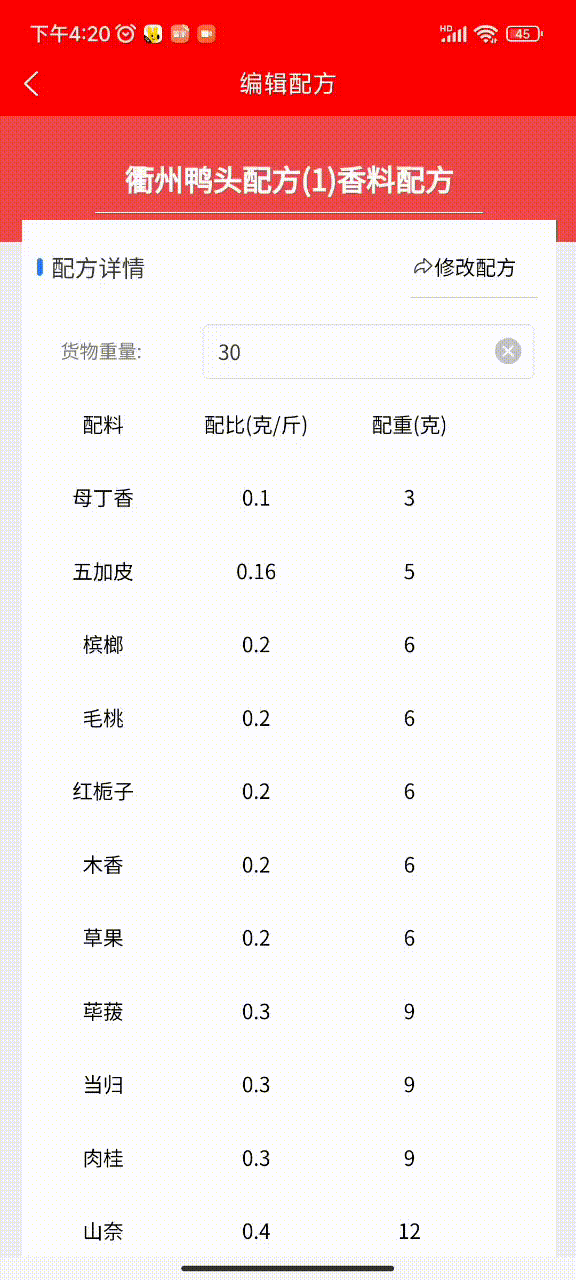 下午4:20 HD 45
编辑配方
衢州鸭头配方(1)香料配方
配方详情 修改配方
货物重量: 30
配料 配比(克/斤) 配重(克)
母丁香 0.1 3
五加皮 0.16 5
槟榔 0.2 6
毛桃 0.2 6
红栀子 0.2 6
木香 0.2 6
草果 0.2 6
荜菝 0.3 9
当归 0.3 9
肉桂 0.3 9
山奈 0.4 12